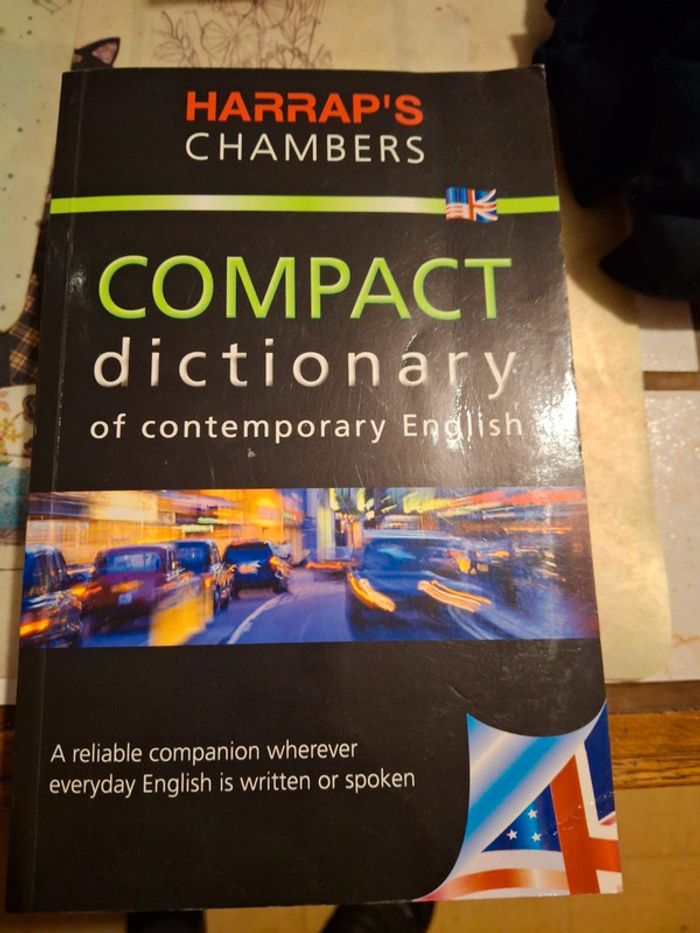 HARRAP'S
CHAMBERS
COMPACT
dictionary
of contemporary English
A reliable companion wherever
everyday English is written or spoken